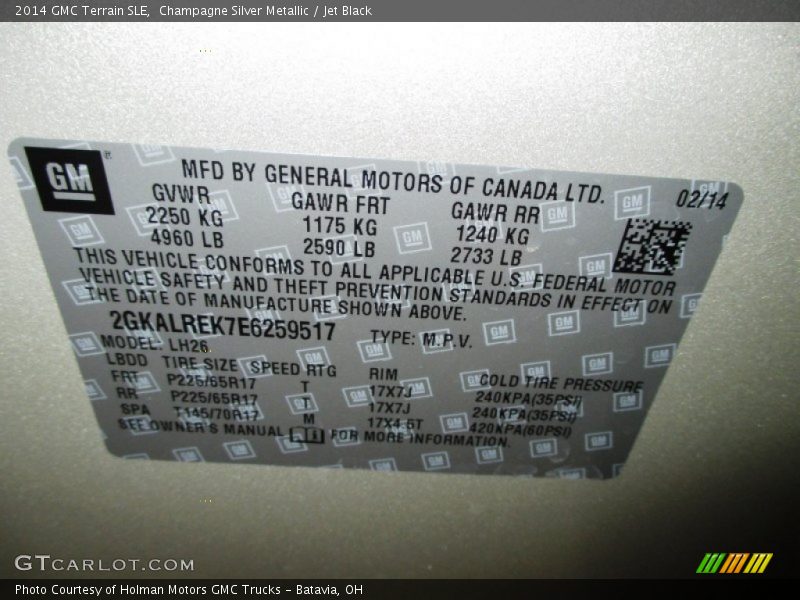 2014 GMC Terrain SLE, Champagne Silver Metallic / Jet Black
GM
MFD BY GENERAL MOTORS OF CANADA LTD. 02/14
GVWR GAWR FRT GAWR RR
2250 KG 1175 KG 1240 KG
4960 LB 2590 LB 2733 LB
THIS VEHICLE CONFORMS TO ALL APPLICABLE U.S. FEDERAL MOTOR
VEHICLE SAFETY AND THEFT PREVENTION STANDARDS IN EFFECT ON
THE DATE OF MANUFACTURE SHOWN ABOVE.
2GKALREK7E6259517 TYPE: M.P.V.
MODEL: LH26
LBDD TIRE SIZE SPEED RTG RIM COLD TIRE PRESSURE
FRT P225/65R17 T 17X7J 240KPA(35PSI)
RR P225/65R17 T 17X7J 240KPA(35PSI)
SPA T145/70R17 M 17X4.5T 420KPA(60PSI)
SEE OWNER'S MANUAL FOR MORE INFORMATION.
GTCARLOT.COM
Photo Courtesy of Holman Motors GMC Trucks – Batavia, OH